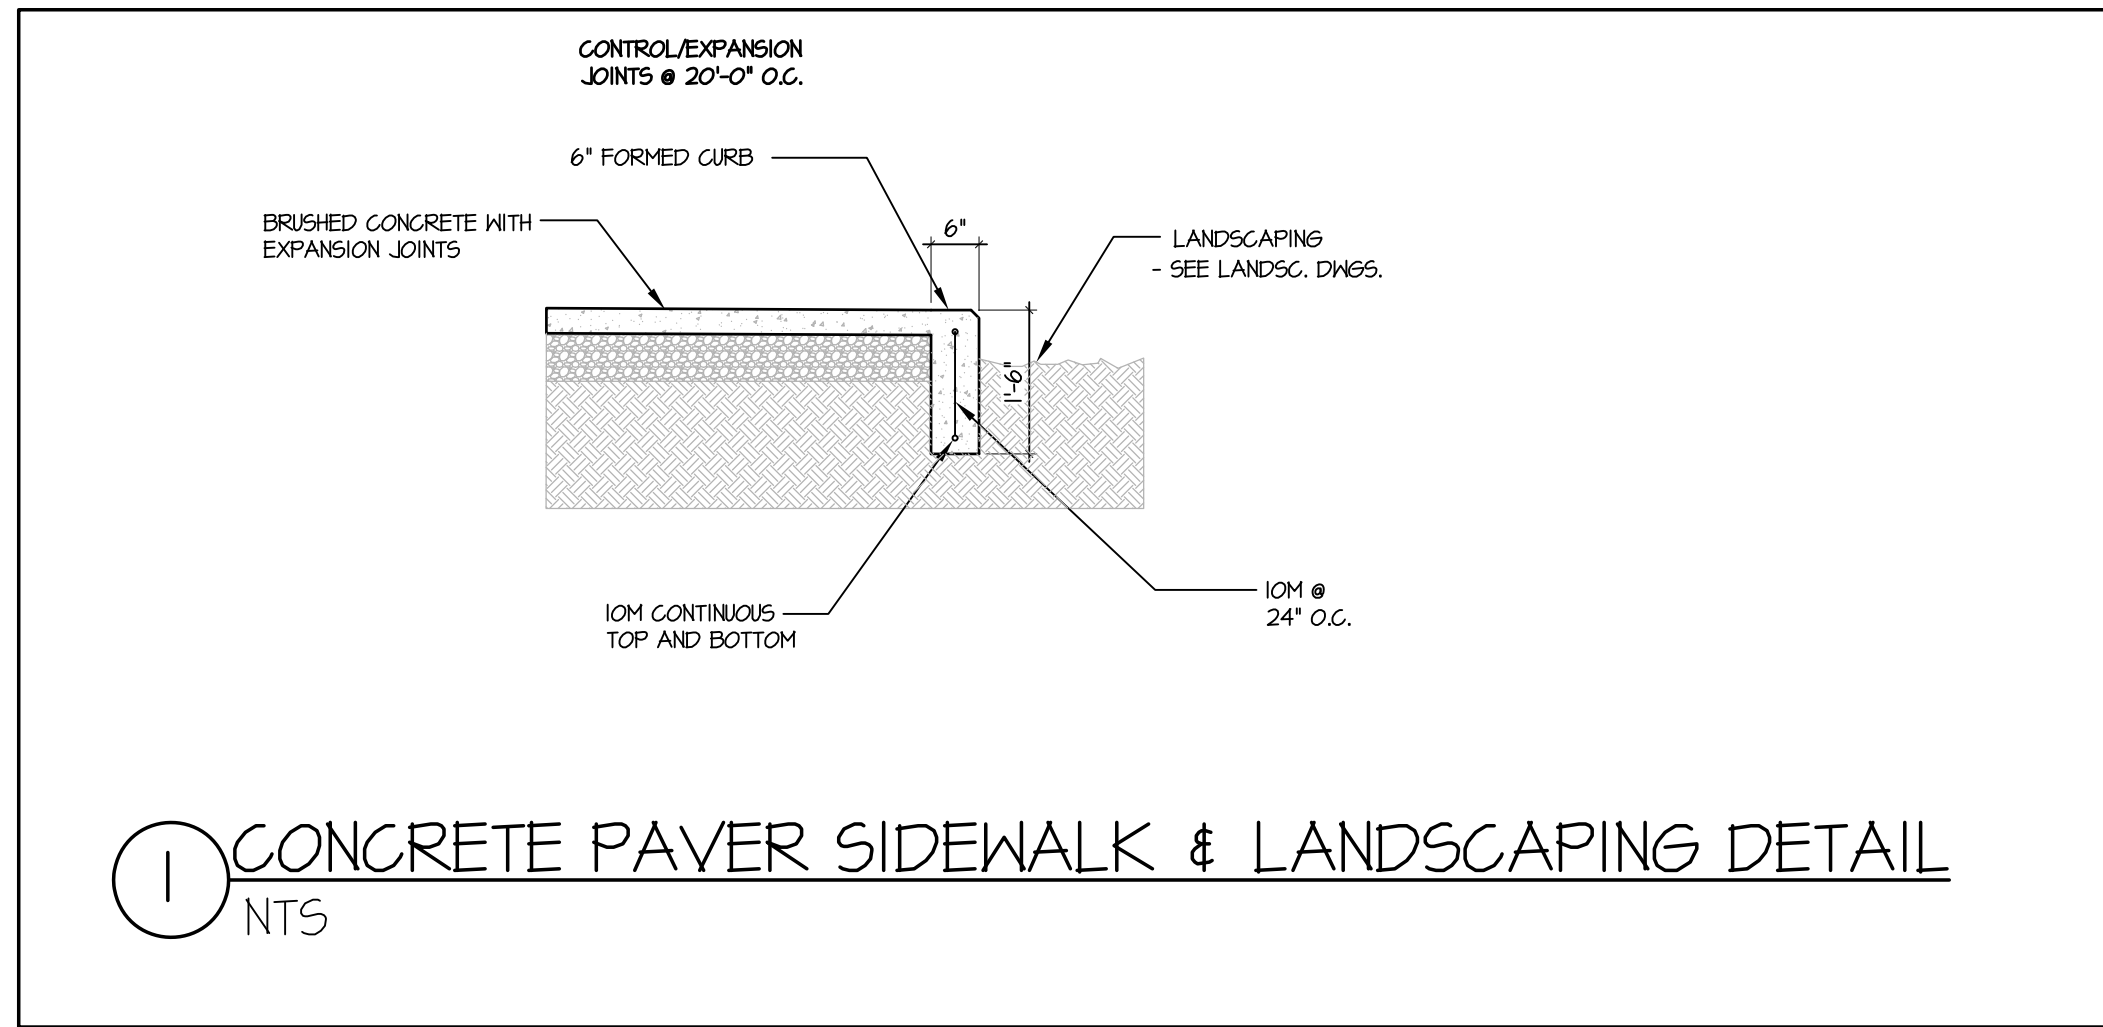 CONTROL/EXPANSION
JOINTS @ 20'-0" O.C.
6" FORMED CURB
BRUSHED CONCRETE WITH
EXPANSION JOINTS
6"
LANDSCAPING
- SEE LANDSC. DWGS.
1'-6"
10M @
24" O.C.
10M CONTINUOUS
TOP AND BOTTOM
1 CONCRETE PAVER SIDEWALK & LANDSCAPING DETAIL
NTS